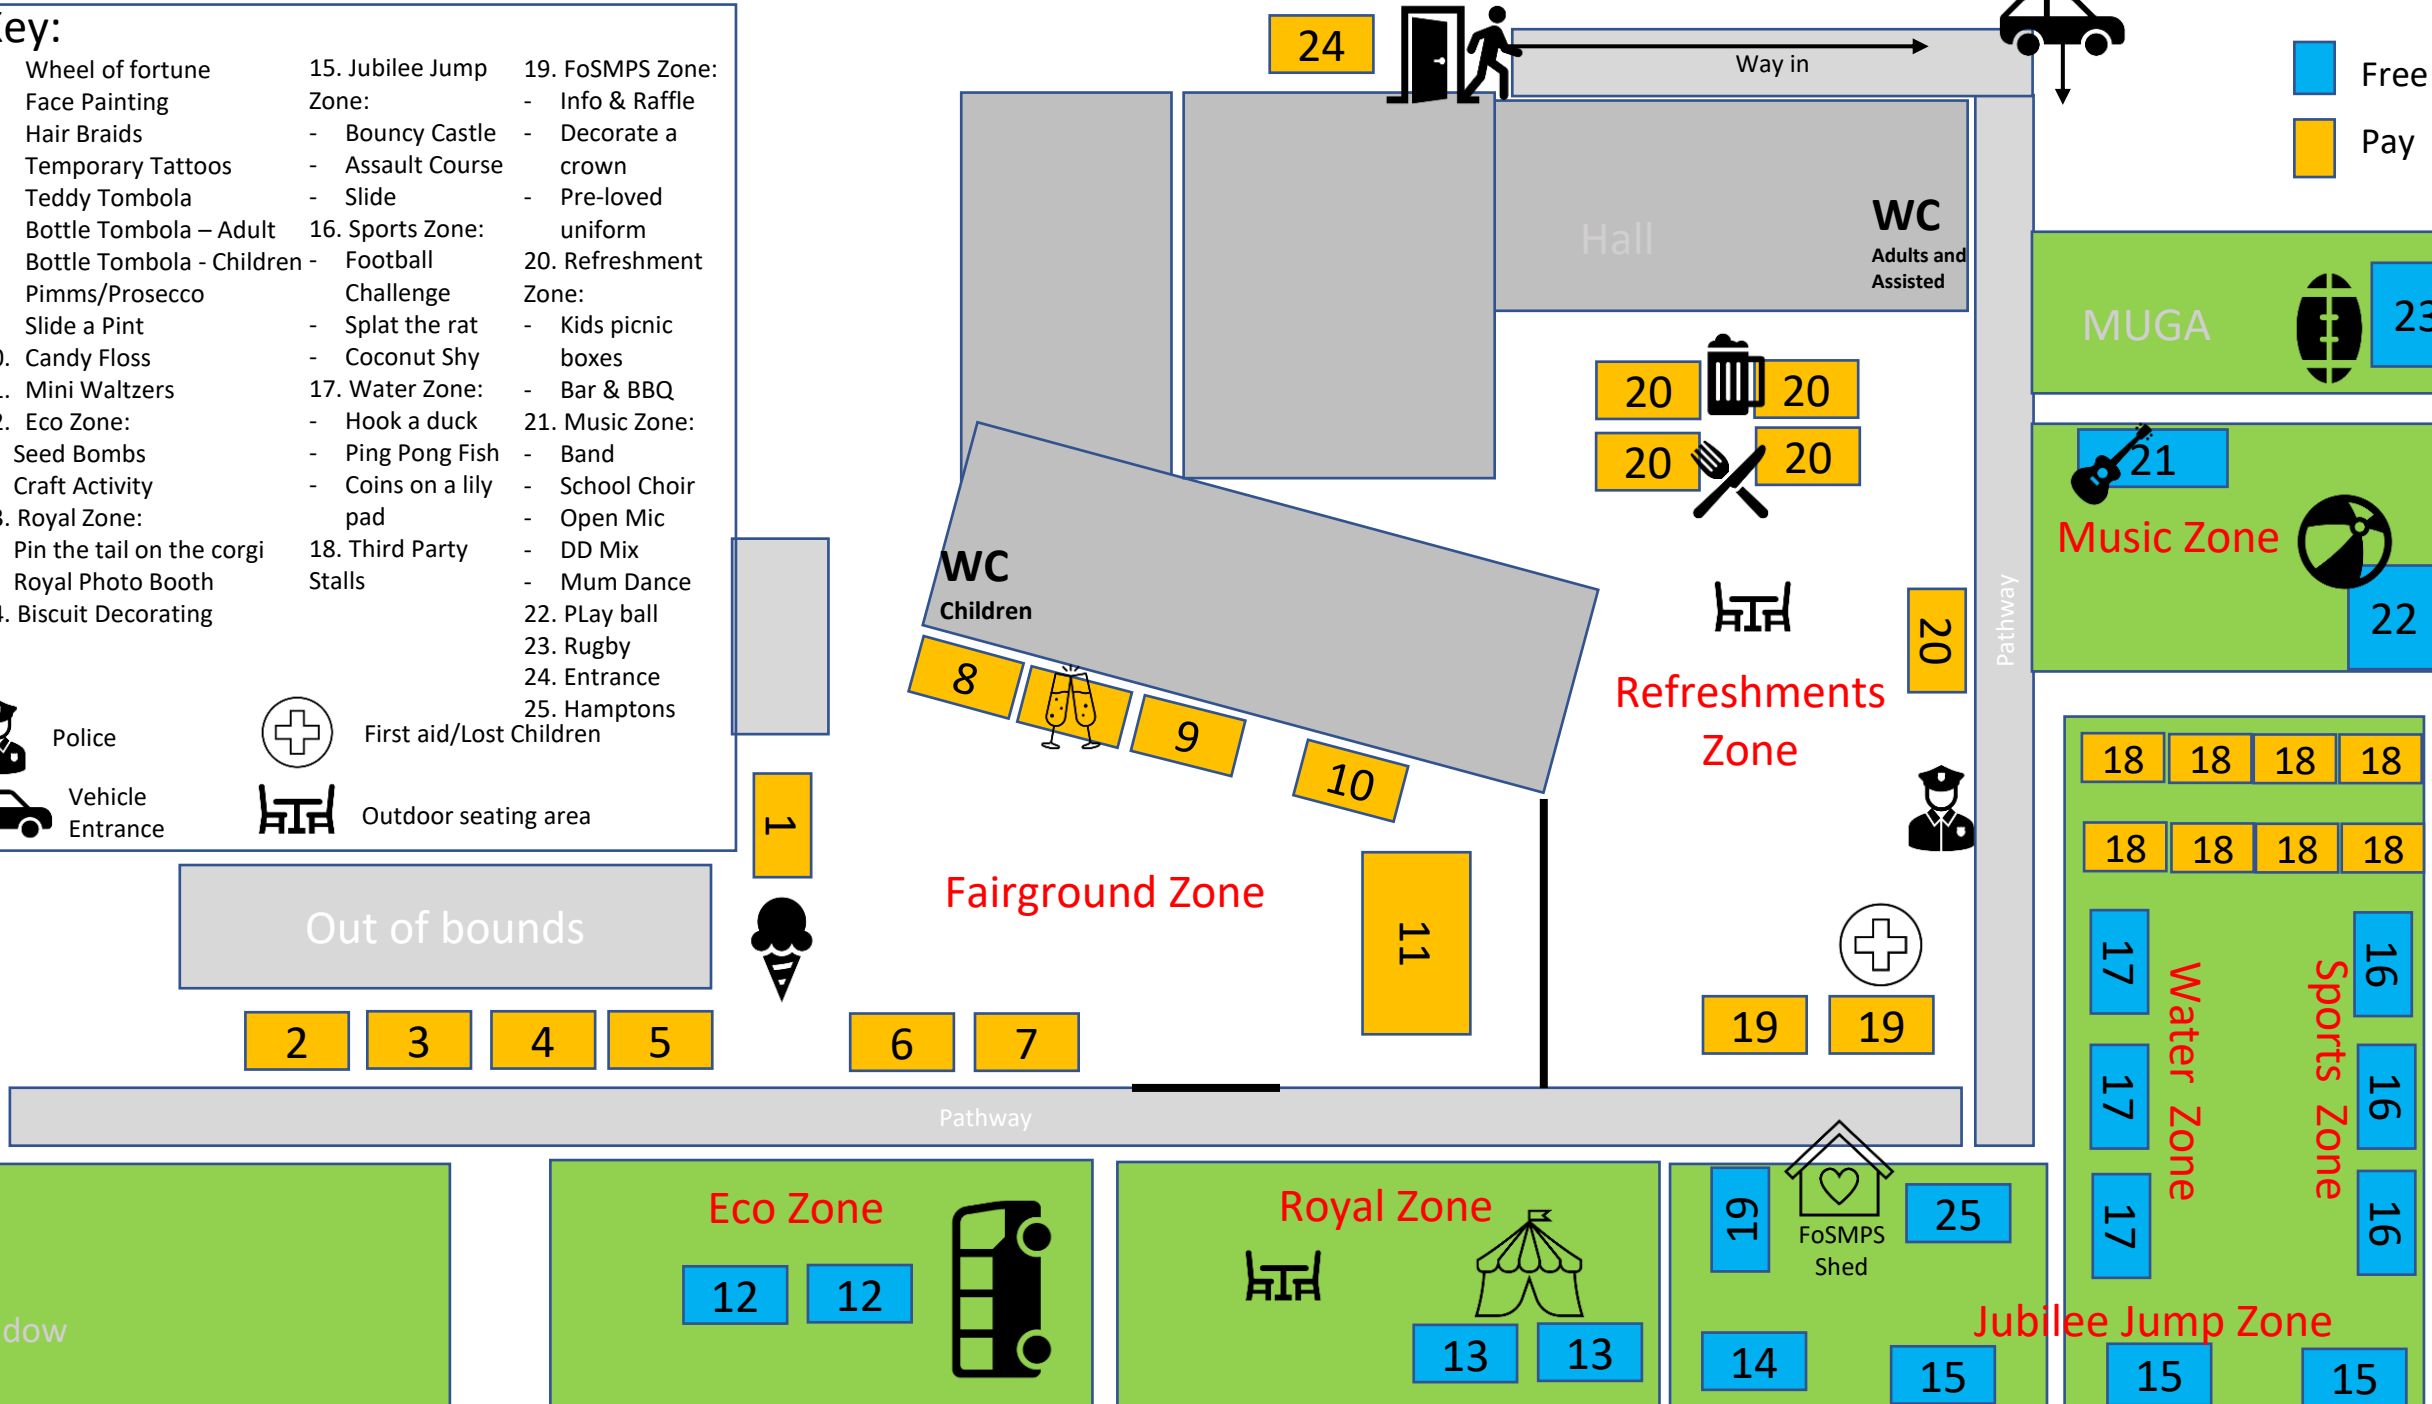 ey:
Wheel of fortune
Face Painting
Hair Braids
Temporary Tattoos
Teddy Tombola
Bottle Tombola – Adult
Bottle Tombola - Children
Pimms/Prosecco
Slide a Pint
0. Candy Floss
1. Mini Waltzers
2. Eco Zone:
Seed Bombs
Craft Activity
3. Royal Zone:
Pin the tail on the corgi
Royal Photo Booth
4. Biscuit Decorating
15. Jubilee Jump
Zone:
- Bouncy Castle
- Assault Course
- Slide
16. Sports Zone:
- Football
Challenge
- Splat the rat
- Coconut Shy
17. Water Zone:
- Hook a duck
- Ping Pong Fish
- Coins on a lily
pad
18. Third Party
Stalls
19. FoSMPS Zone:
- Info & Raffle
- Decorate a
crown
- Pre-loved
uniform
20. Refreshment
Zone:
- Kids picnic
boxes
- Bar & BBQ
21. Music Zone:
- Band
- School Choir
- Open Mic
- DD Mix
- Mum Dance
22. PLay ball
23. Rugby
24. Entrance
25. Hamptons
Police
First aid/Lost Children
Vehicle
Entrance
Outdoor seating area
24
Way in
Free
Pay
Hall
WC
Adults and
Assisted
MUGA
23
20
20
20
20
21
Music Zone
22
WC
Children
20
Pathway
Refreshments
Zone
8
9
10
1
11
Fairground Zone
Out of bounds
18 18 18 18
18 18 18 18
17
17
17
Water Zone
Sports Zone
16
16
16
2
3
4
5
6
7
19
19
Pathway
Eco Zone
12
12
Royal Zone
13
13
19
FoSMPS
Shed
25
14
Jubilee Jump Zone
15
15
15
dow